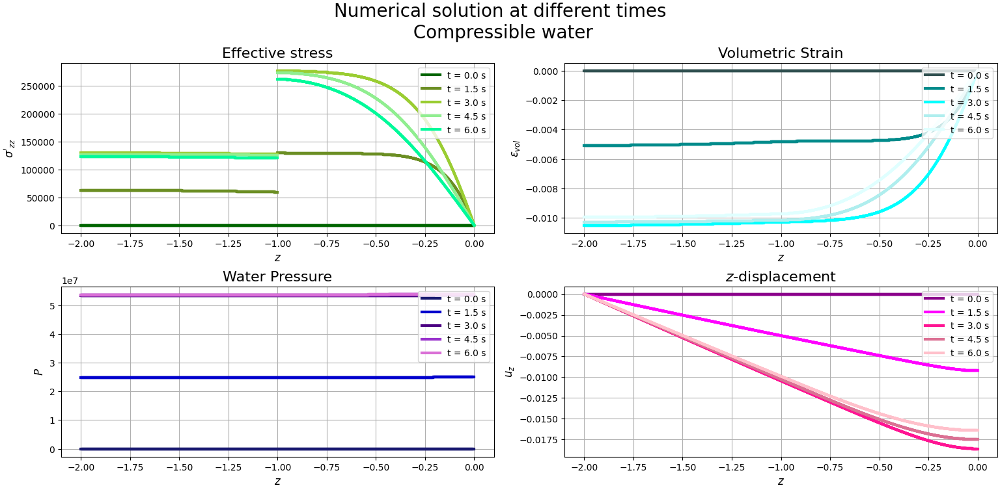 Numerical solution at different times
Compressible water
Effective stress
σ'zz
250000
200000
150000
100000
50000
0
−2.00 −1.75 −1.50 −1.25 −1.00 −0.75 −0.50 −0.25 0.00
z
t = 0.0 s
t = 1.5 s
t = 3.0 s
t = 4.5 s
t = 6.0 s
Volumetric Strain
εvol
0.000
−0.002
−0.004
−0.006
−0.008
−0.010
−2.00 −1.75 −1.50 −1.25 −1.00 −0.75 −0.50 −0.25 0.00
z
t = 0.0 s
t = 1.5 s
t = 3.0 s
t = 4.5 s
t = 6.0 s
Water Pressure
1e7
P
5
4
3
2
1
0
−2.00 −1.75 −1.50 −1.25 −1.00 −0.75 −0.50 −0.25 0.00
z
t = 0.0 s
t = 1.5 s
t = 3.0 s
t = 4.5 s
t = 6.0 s
z-displacement
uz
0.0000
−0.0025
−0.0050
−0.0075
−0.0100
−0.0125
−0.0150
−0.0175
−2.00 −1.75 −1.50 −1.25 −1.00 −0.75 −0.50 −0.25 0.00
z
t = 0.0 s
t = 1.5 s
t = 3.0 s
t = 4.5 s
t = 6.0 s